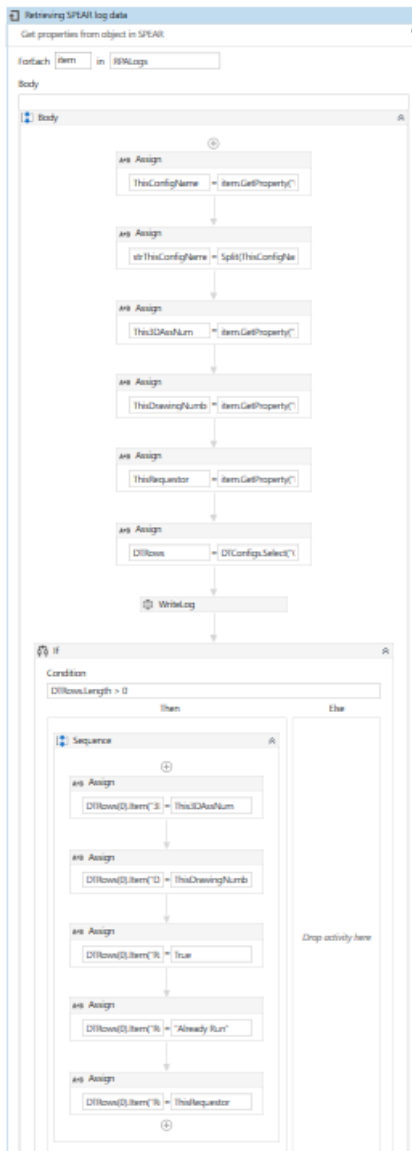 Retrieving SPEAR log data
Get properties from object in SPEAR
ForEach item in RPALogs
Body
Body
Assign
ThisConfigName = item.GetProperty("
Assign
strThisConfigName = Split(ThisConfigNa
Assign
This3DAssNum = item.GetProperty("
Assign
ThisDrawingNumb = item.GetProperty("
Assign
ThisRequestor = item.GetProperty("
Assign
DTRows = DTConfigs.Select("
WriteLog
If
Condition
DTRows.Length > 0
Then Else
Sequence
Assign
DTRows(0).Item("3 = This3DAssNum
Assign
DTRows(0).Item("D = ThisDrawingNumb
Assign
DTRows(0).Item("R = True
Drop activity here
Assign
DTRows(0).Item("R = "Already Run"
Assign
DTRows(0).Item("R = ThisRequestor